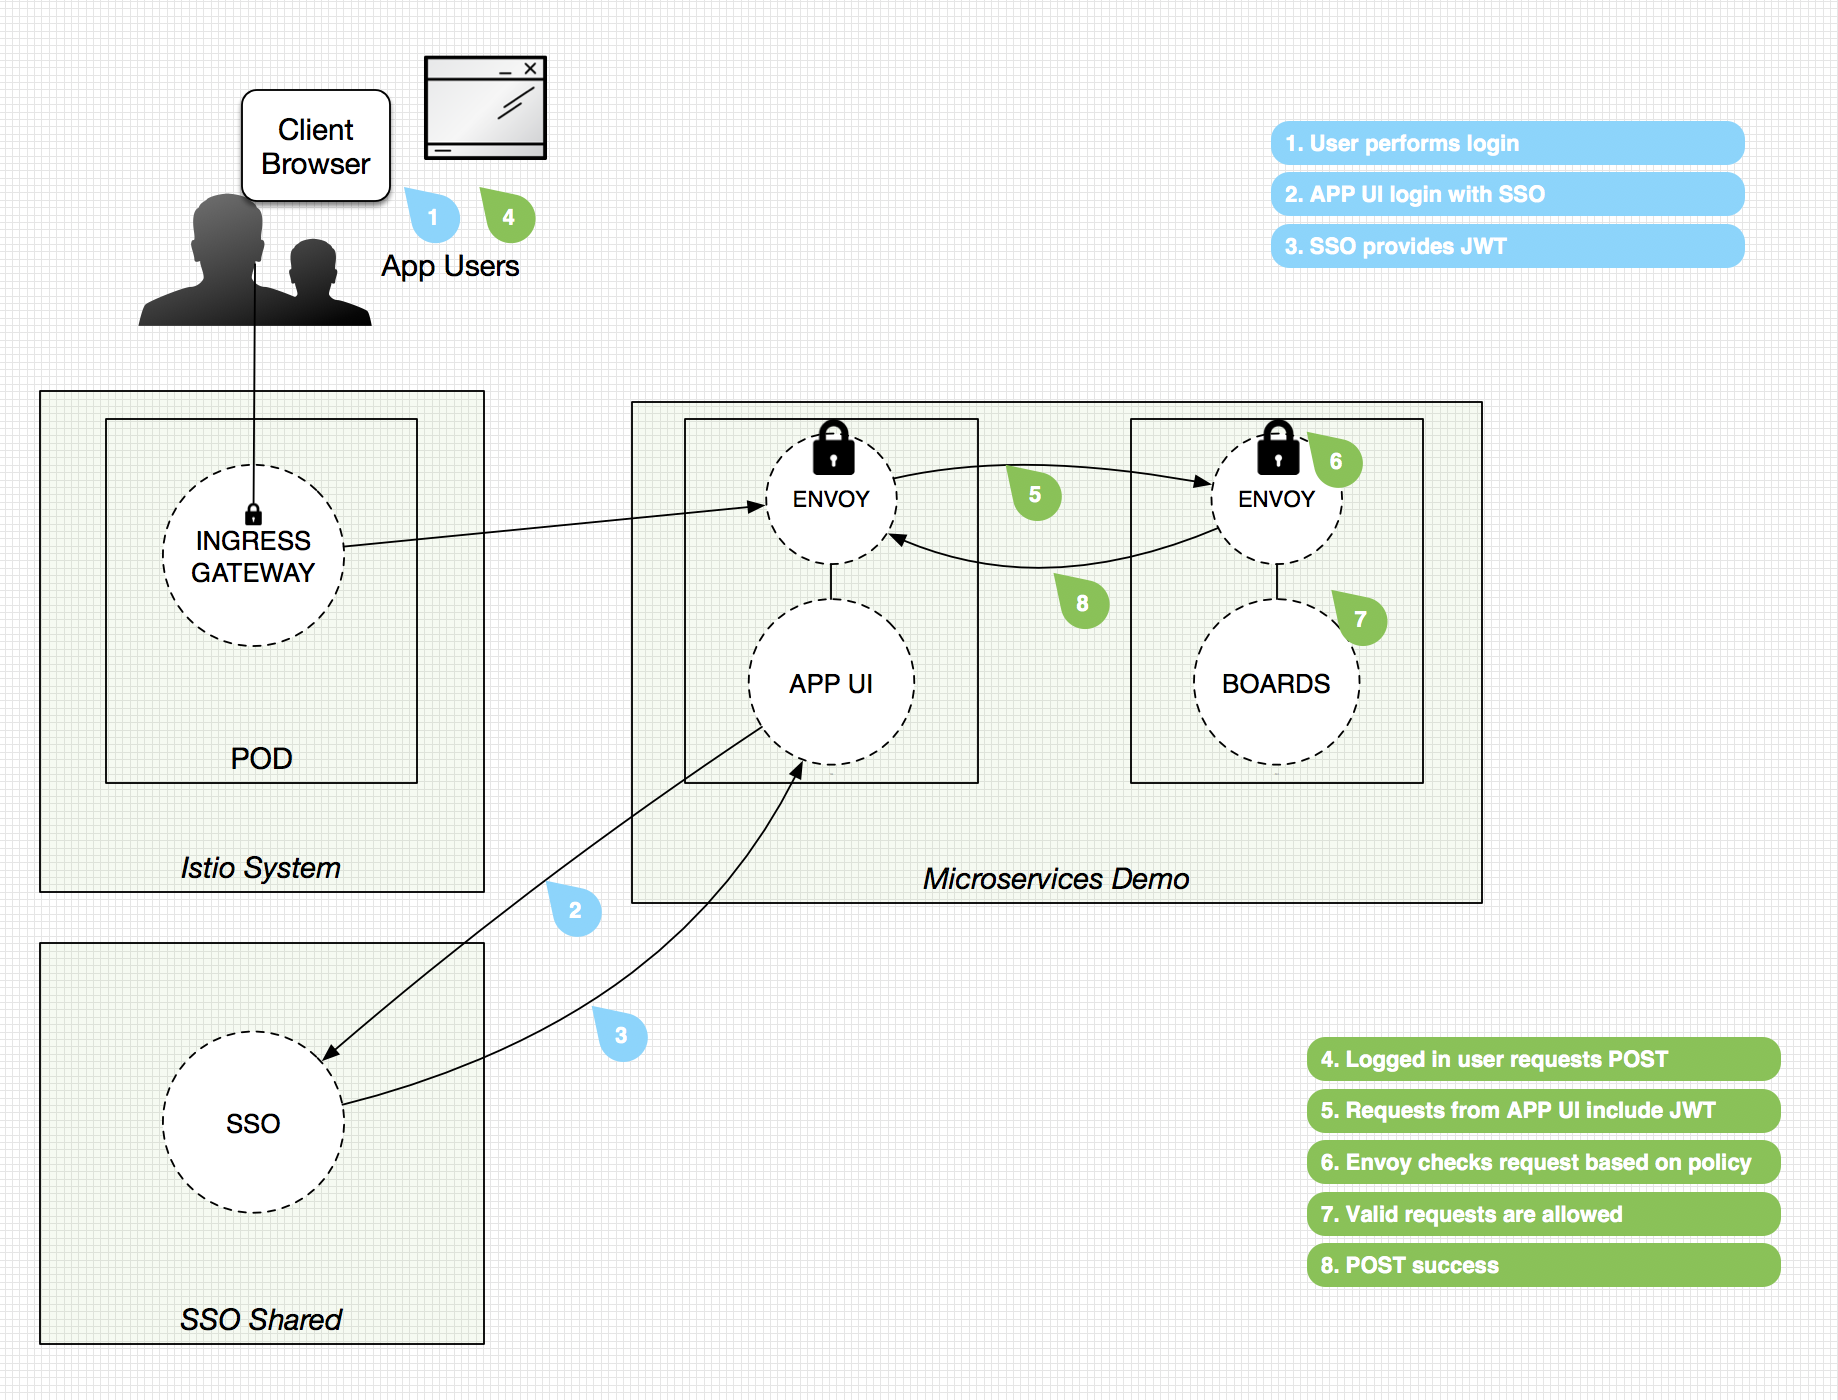 Client
Browser
1
4
App Users
1. User performs login
2. APP UI login with SSO
3. SSO provides JWT
INGRESS
GATEWAY
POD
Istio System
ENVOY
5
ENVOY
6
8
7
APP UI
BOARDS
Microservices Demo
2
3
SSO
SSO Shared
4. Logged in user requests POST
5. Requests from APP UI include JWT
6. Envoy checks request based on policy
7. Valid requests are allowed
8. POST success